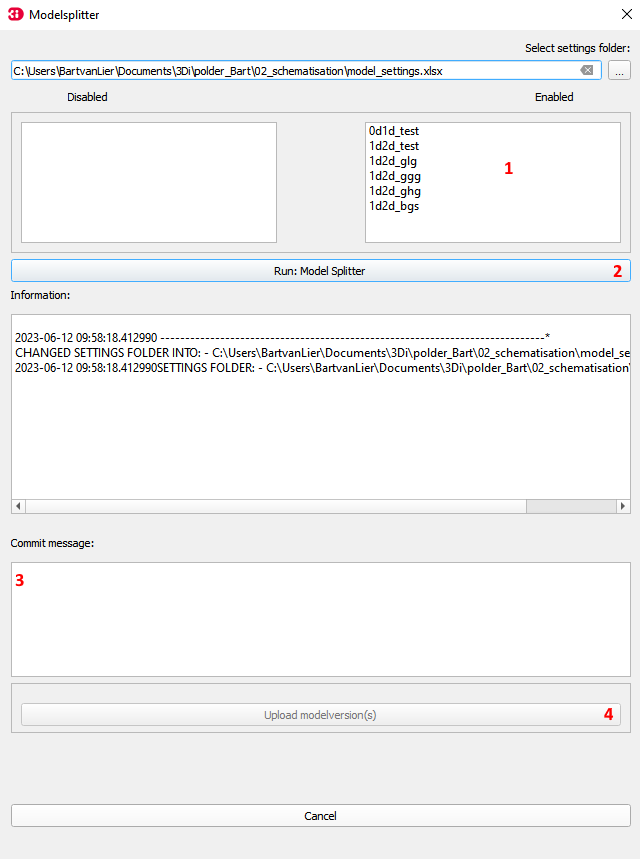 Modelsplitter
Select settings folder:
C:\Users\BartvanLier\Documents\3Di\polder_Bart\02_schematisation\model_settings.xlsx
...
Disabled
Enabled
0d1d_test
1d2d_test
1d2d_glg
1d2d_ggg
1d2d_ghg
1d2d_bgs
1
Run: Model Splitter
2
Information:
2023-06-12 09:58:18.412990 -----------------------------------------------------------------------------*
CHANGED SETTINGS FOLDER INTO: - C:\Users\BartvanLier\Documents\3Di\polder_Bart\02_schematisation\model_se
2023-06-12 09:58:18.412990SETTINGS FOLDER: - C:\Users\BartvanLier\Documents\3Di\polder_Bart\02_schematisation\
Commit message:
3
Upload modelversion(s)
4
Cancel